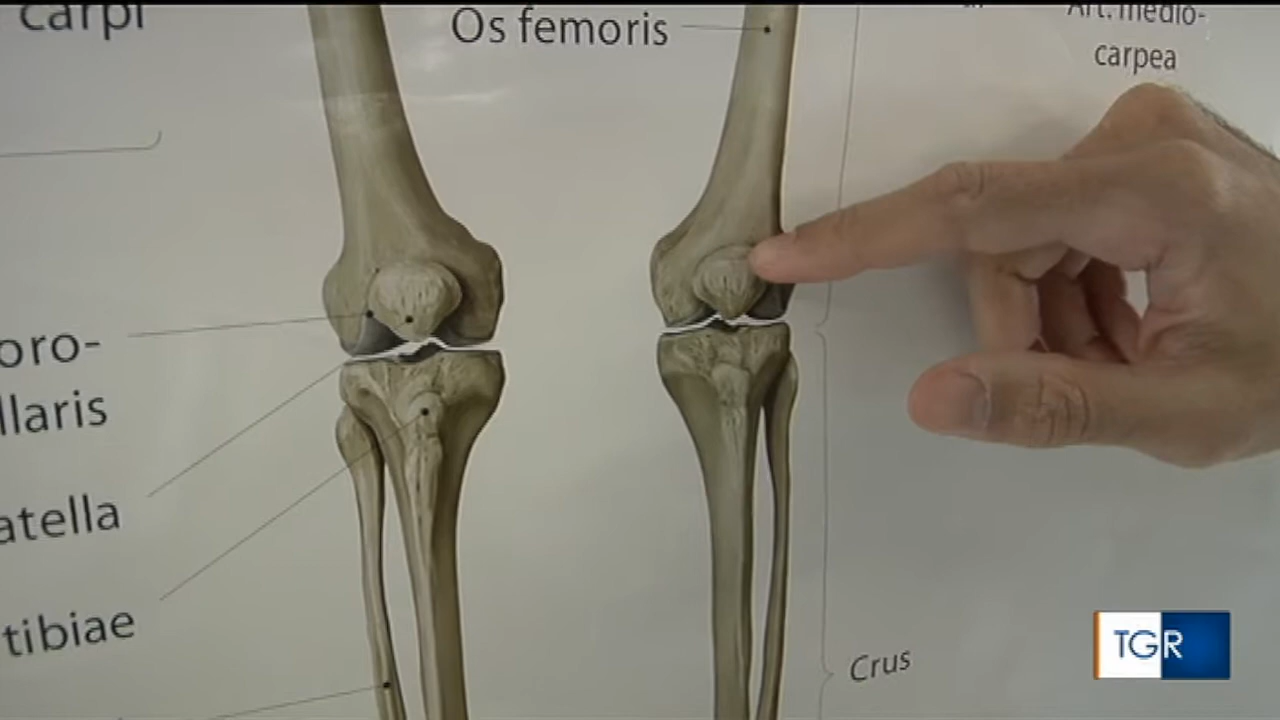 carpi
Os femoris
Art. medio-
carpea
oro-
llaris
atella
tibiae
Crus
TGR